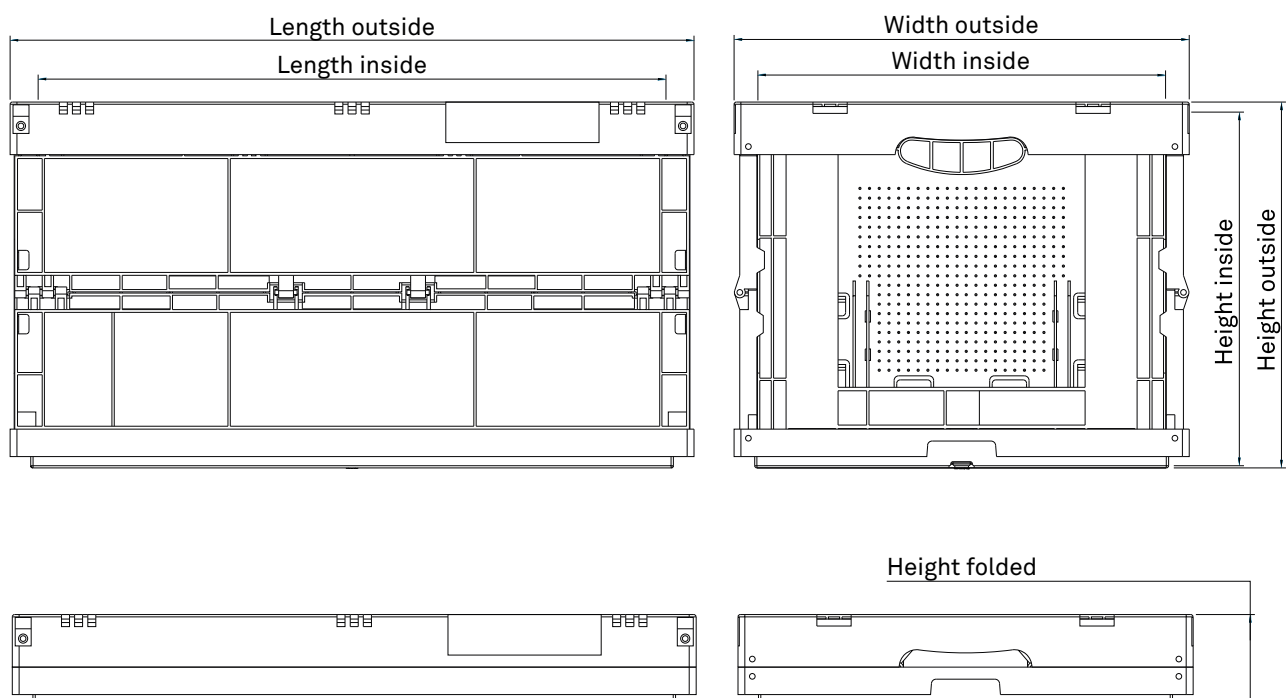 Length outside
Length inside
Width outside
Width inside
Height inside
Height outside
Height folded